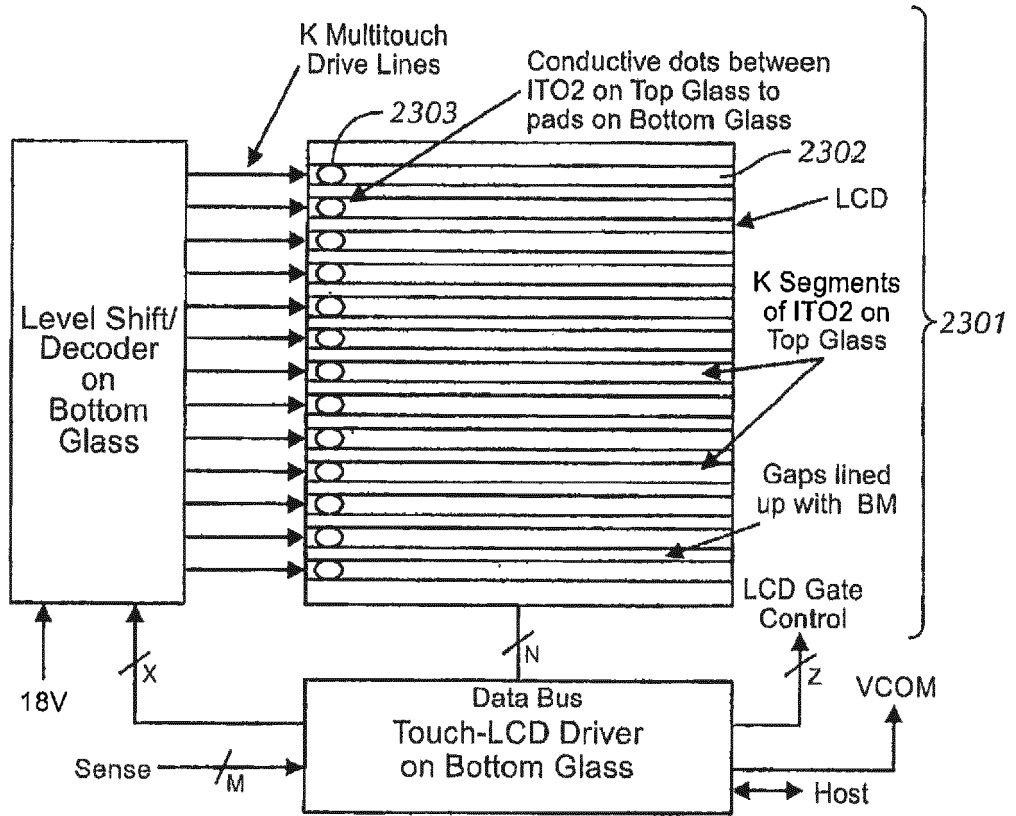 K Multitouch
Drive Lines
Conductive dots between
ITO2 on Top Glass to
pads on Bottom Glass
2303
2302
LCD
K Segments
of ITO2 on
Top Glass
2301
Level Shift/
Decoder
on
Bottom
Glass
Gaps lined
up with BM
LCD Gate
Control
18V
X
N
Z
VCOM
Data Bus
Touch-LCD Driver
on Bottom Glass
Sense
M
Host